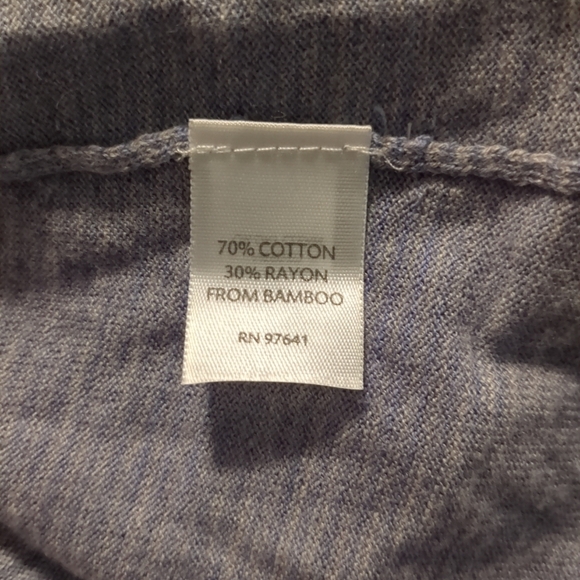 70% COTTON
30% RAYON
FROM BAMBOO
RN 97641